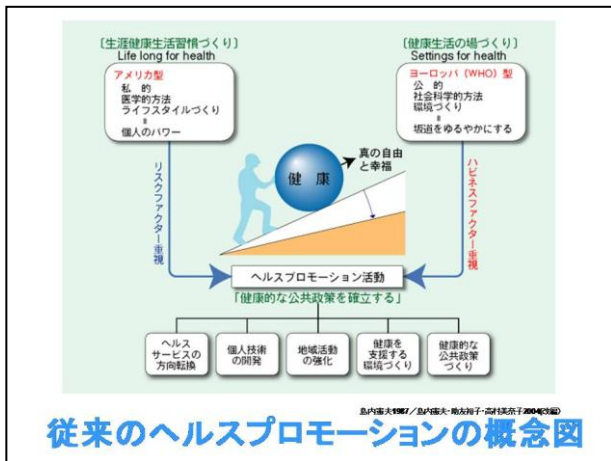 〔生涯健康生活習慣づくり〕
Life long for health
アメリカ型
私 的
医学的方法
ライフスタイルづくり
＝
個人のパワー
〔健康生活の場づくり〕
Settings for health
ヨーロッパ（WHO）型
公 的
社会科学的方法
環境づくり
＝
坂道をゆるやかにする
健 康
真の自由
と幸福
リスクファクター重視
ハピネスファクター重視
ヘルスプロモーション活動
「健康的な公共政策を確立する」
ヘルス
サービスの
方向転換
個人技術
の開発
地域活動
の強化
健康を
支援する
環境づくり
健康的な
公共政策
づくり
島内憲夫1987／島内憲夫・助友裕子・高村美奈子2004(改編)
従来のヘルスプロモーションの概念図